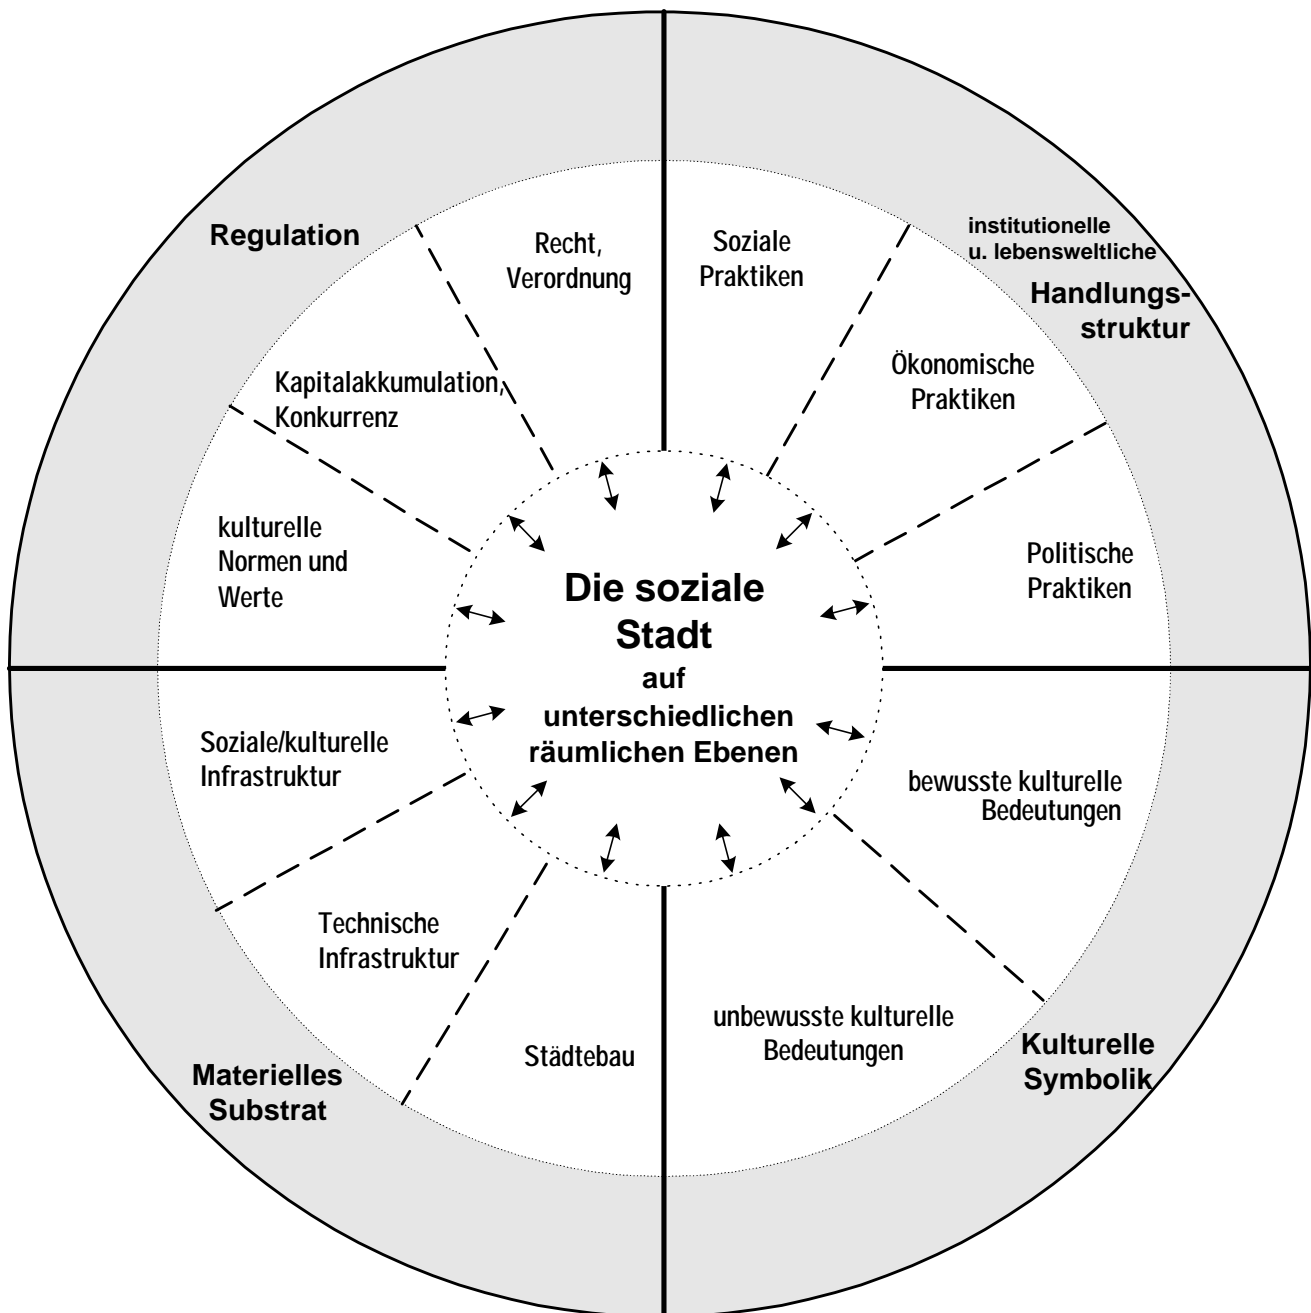 Regulation
Recht,
Verordnung
Soziale
Praktiken
institutionelle
u. lebensweltliche
Handlungs-
struktur
Kapitalakkumulation,
Konkurrenz
Ökonomische
Praktiken
kulturelle
Normen und
Werte
Politische
Praktiken
Die soziale
Stadt
auf
unterschiedlichen
räumlichen Ebenen
Soziale/kulturelle
Infrastruktur
bewusste kulturelle
Bedeutungen
Technische
Infrastruktur
Städtebau
unbewusste kulturelle
Bedeutungen
Materielles
Substrat
Kulturelle
Symbolik